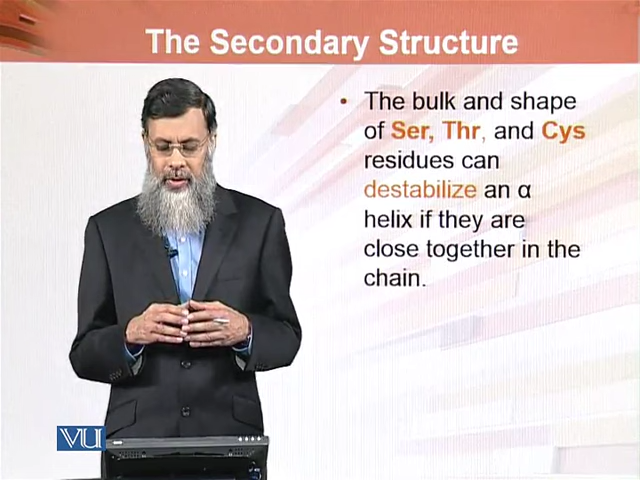 The Secondary Structure
• The bulk and shape
of Ser, Thr, and Cys
residues can
destabilize an α
helix if they are
close together in the
chain.
VU